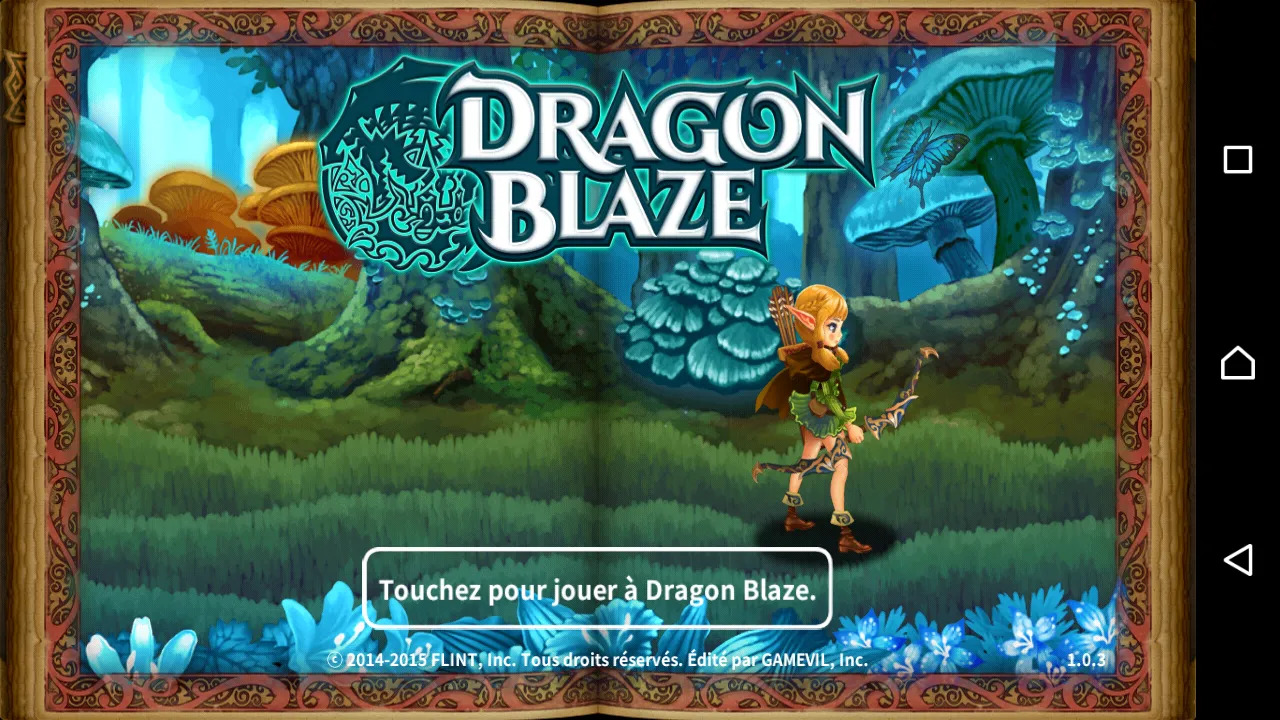 DRAGON
BLAZE
Touchez pour jouer à Dragon Blaze.
© 2014-2015 FLINT, Inc. Tous droits réservés. Édité par GAMEVIL, Inc.
1.0.3